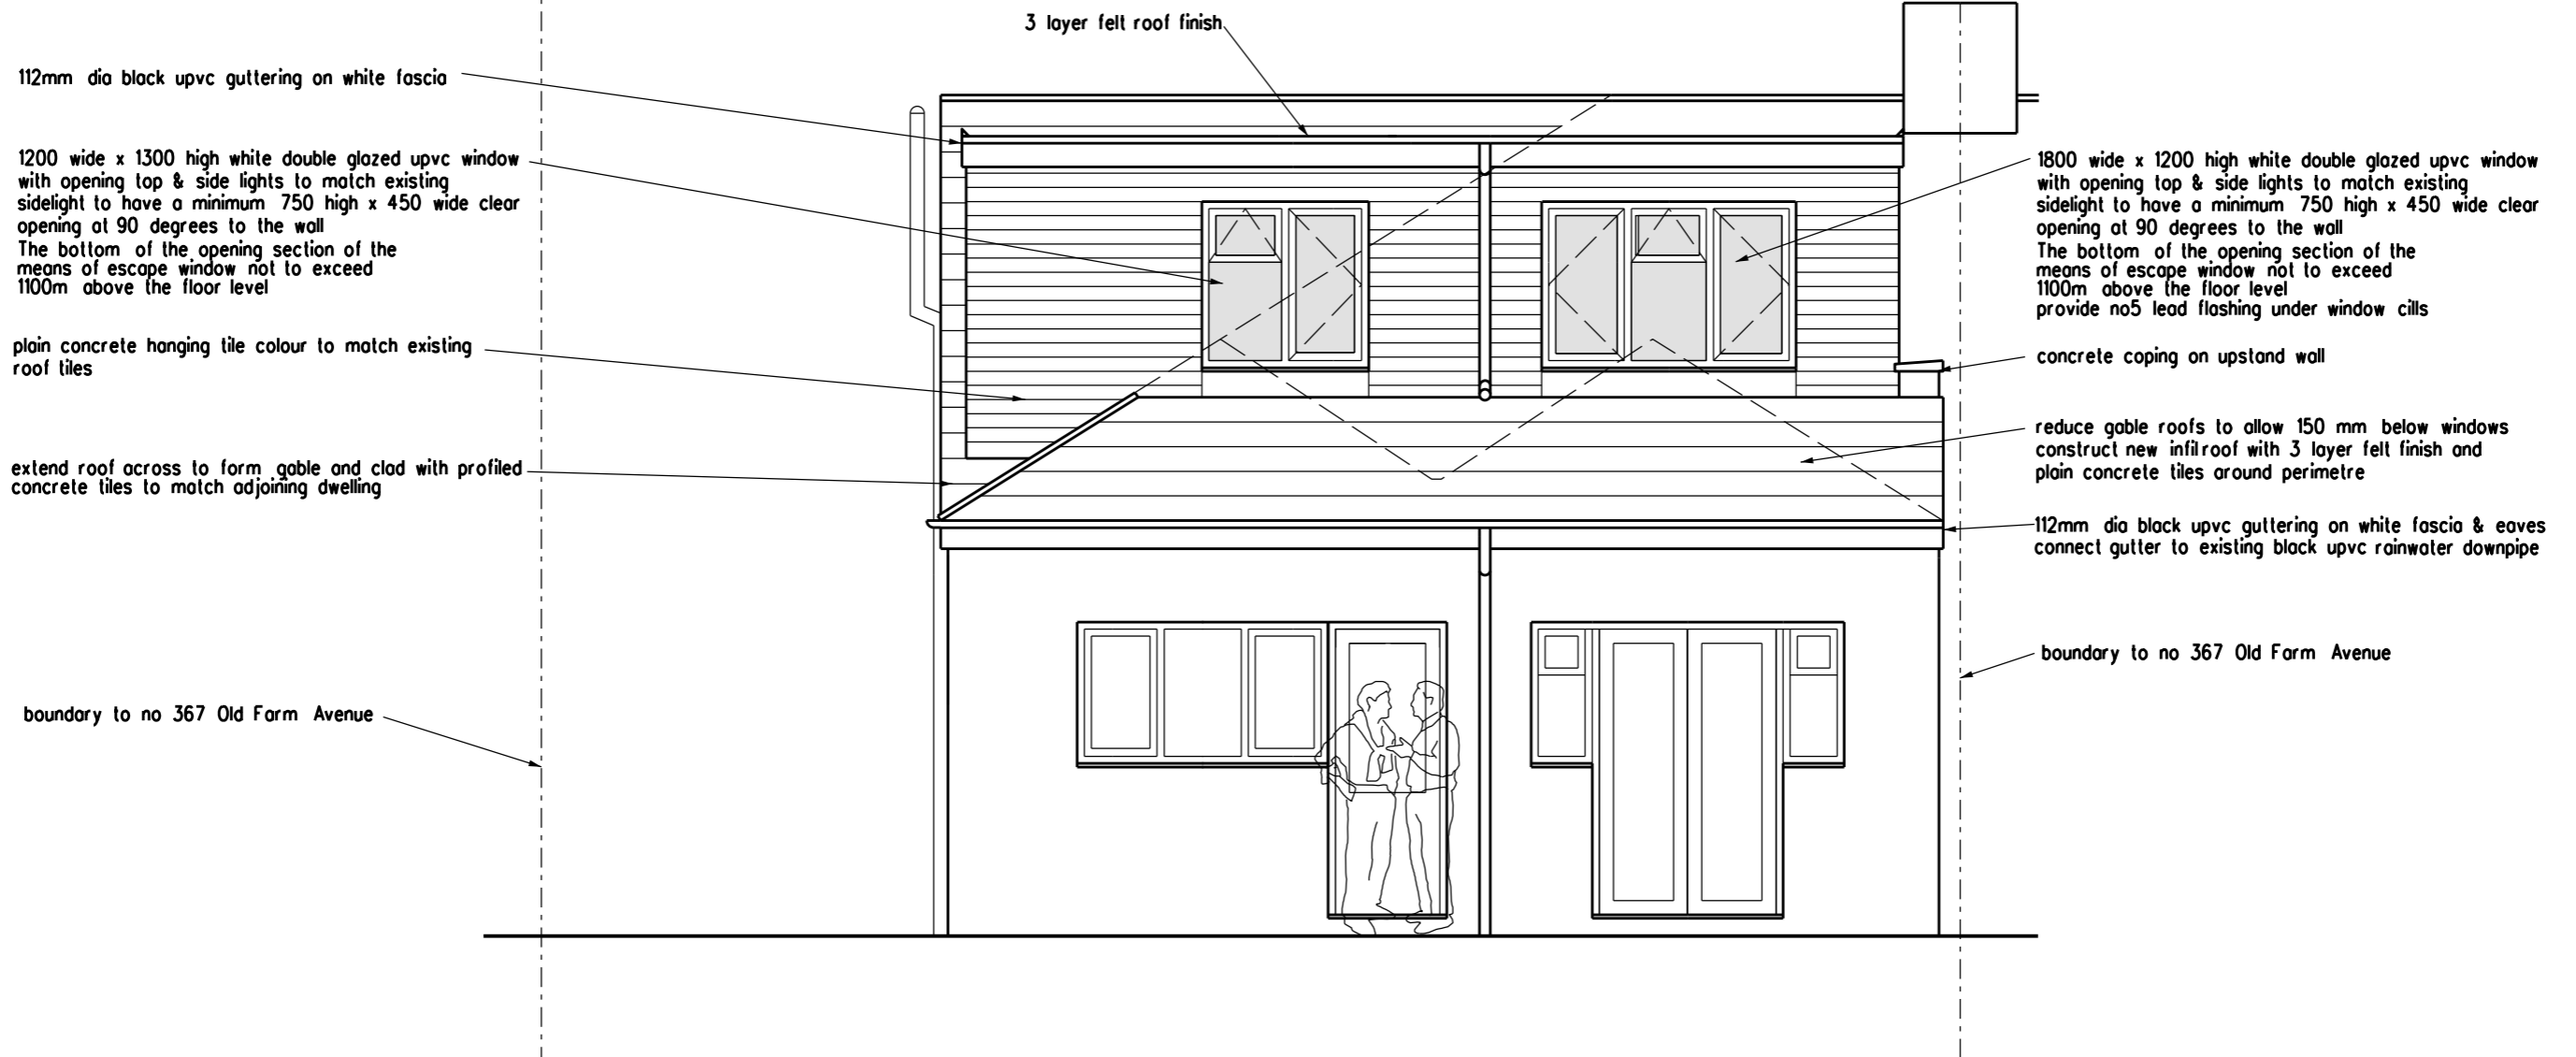 3 layer felt roof finish
112mm dia black upvc guttering on white fascia
1200 wide x 1300 high white double glazed upvc window
with opening top & side lights to match existing
sidelight to have a minimum 750 high x 450 wide clear
opening at 90 degrees to the wall
The bottom of the opening section of the
means of escape window not to exceed
1100m above the floor level
plain concrete hanging tile colour to match existing
roof tiles
extend roof across to form gable and clad with profiled
concrete tiles to match adjoining dwelling
boundary to no 367 Old Farm Avenue
1800 wide x 1200 high white double glazed upvc window
with opening top & side lights to match existing
sidelight to have a minimum 750 high x 450 wide clear
opening at 90 degrees to the wall
The bottom of the opening section of the
means of escape window not to exceed
1100m above the floor level
provide no5 lead flashing under window cills
concrete coping on upstand wall
reduce gable roofs to allow 150 mm below windows
construct new infilroof with 3 layer felt finish and
plain concrete tiles around perimetre
112mm dia black upvc guttering on white fascia & eaves
connect gutter to existing black upvc rainwater downpipe
boundary to no 367 Old Farm Avenue